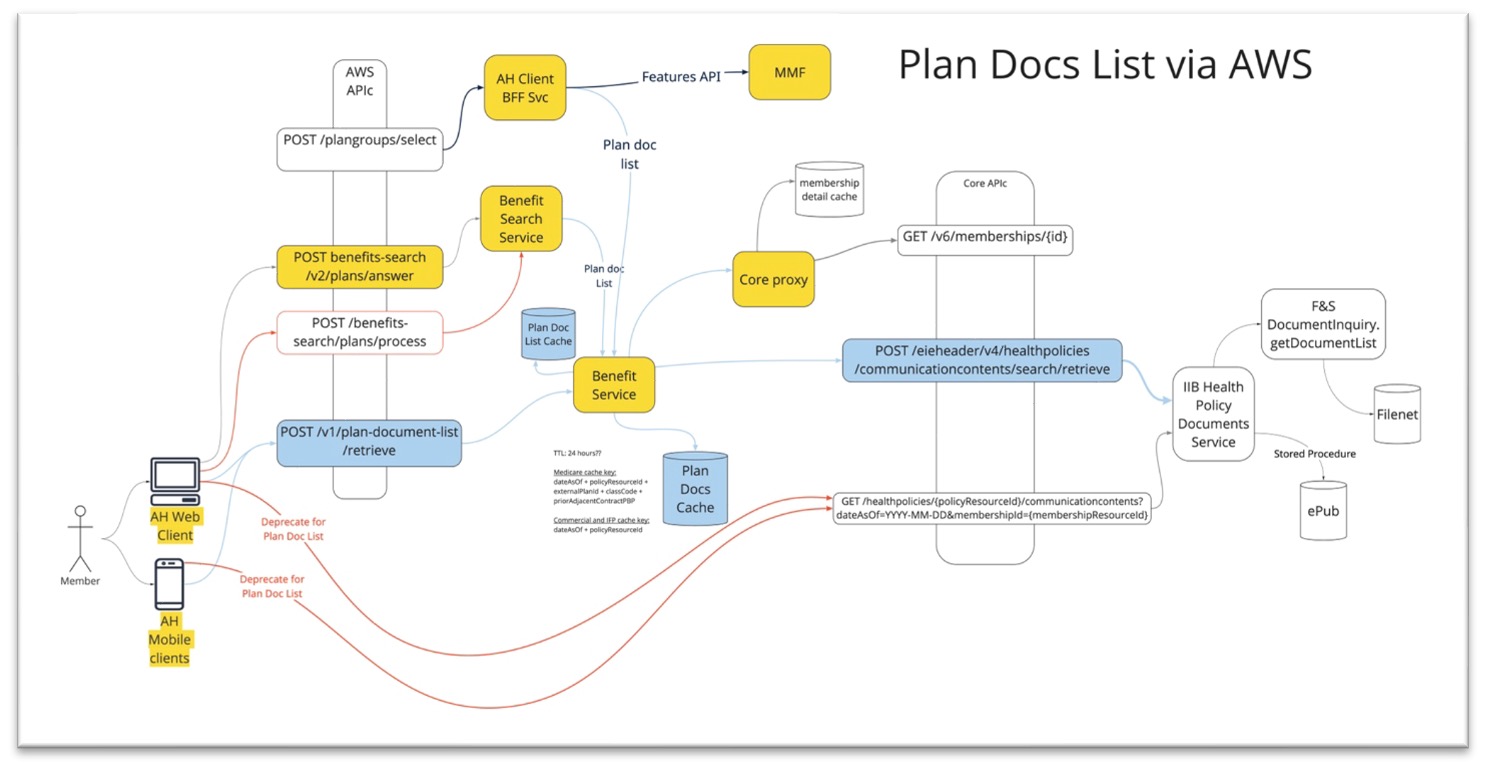 Plan Docs List via AWS
AWS
APIc
AH Client
BFF Svc
Features API
MMF
POST /plangroups/select
Plan doc
list
membership
detail cache
Core APIc
Benefit
Search
Service
GET /v6/memberships/{id}
POST benefits-search
/v2/plans/answer
Plan doc
List
Core proxy
POST /benefits-
search/plans/process
Plan Doc
List Cache
F&S
DocumentInquiry.
getDocumentList
POST /eieheader/v4/healthpolicies
/communicationcontents/search/retrieve
Benefit
Service
IIB Health
Policy
Documents
Service
Filenet
POST /v1/plan-document-list
/retrieve
TTL: 24 hours??
Medicare cache key:
dateAsOf + policyResourceId +
externalPlanId + classCode +
priorAdjacentContractPBP
Commercial and IFP cache key:
dateAsOf + policyResourceId
Plan
Docs
Cache
Stored Procedure
GET /healthpolicies/{policyResourceId}/communicationcontents?
dateAsOf=YYYY-MM-DD&membershipId={membershipResourceId}
ePub
AH Web
Client
Deprecate for
Plan Doc List
Member
Deprecate for
Plan Doc List
AH
Mobile
clients